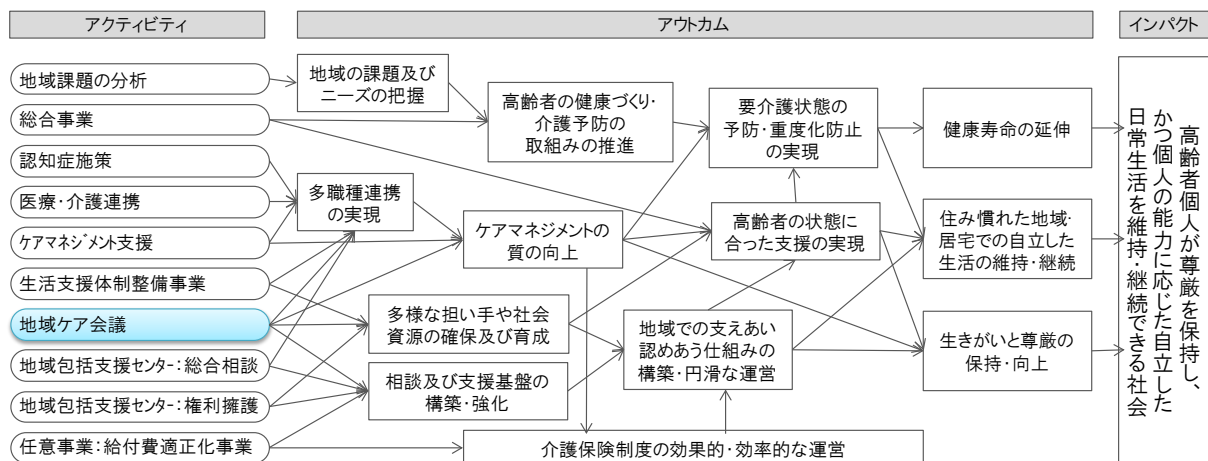 アクティビティ
アウトカム
インパクト
地域課題の分析
総合事業
認知症施策
医療・介護連携
ケアマネジメント支援
生活支援体制整備事業
地域ケア会議
地域包括支援センター：総合相談
地域包括支援センター：権利擁護
任意事業：給付費適正化事業
地域の課題及び
ニーズの把握
多職種連携
の実現
高齢者の健康づくり・
介護予防の
取組みの推進
ケアマネジメントの
質の向上
多様な担い手や社会
資源の確保及び育成
相談及び支援基盤の
構築・強化
要介護状態の
予防・重度化防止
の実現
高齢者の状態に
合った支援の実現
地域での支えあい
認めあう仕組みの
構築・円滑な運営
介護保険制度の効果的・効率的な運営
健康寿命の延伸
住み慣れた地域・
居宅での自立した
生活の維持・継続
生きがいと尊厳の
保持・向上
高齢者個人が尊厳を保持し、
かつ個人の能力に応じた自立した
日常生活を維持・継続できる社会